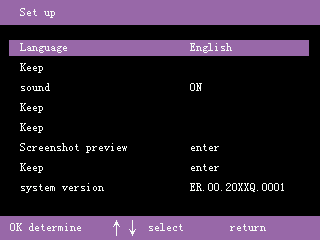 Set up
Language English
Keep
sound ON
Keep
Keep
Screenshot preview enter
Keep enter
system version ER.00.20XXQ.0001
OK determine ↑ ↓ select return